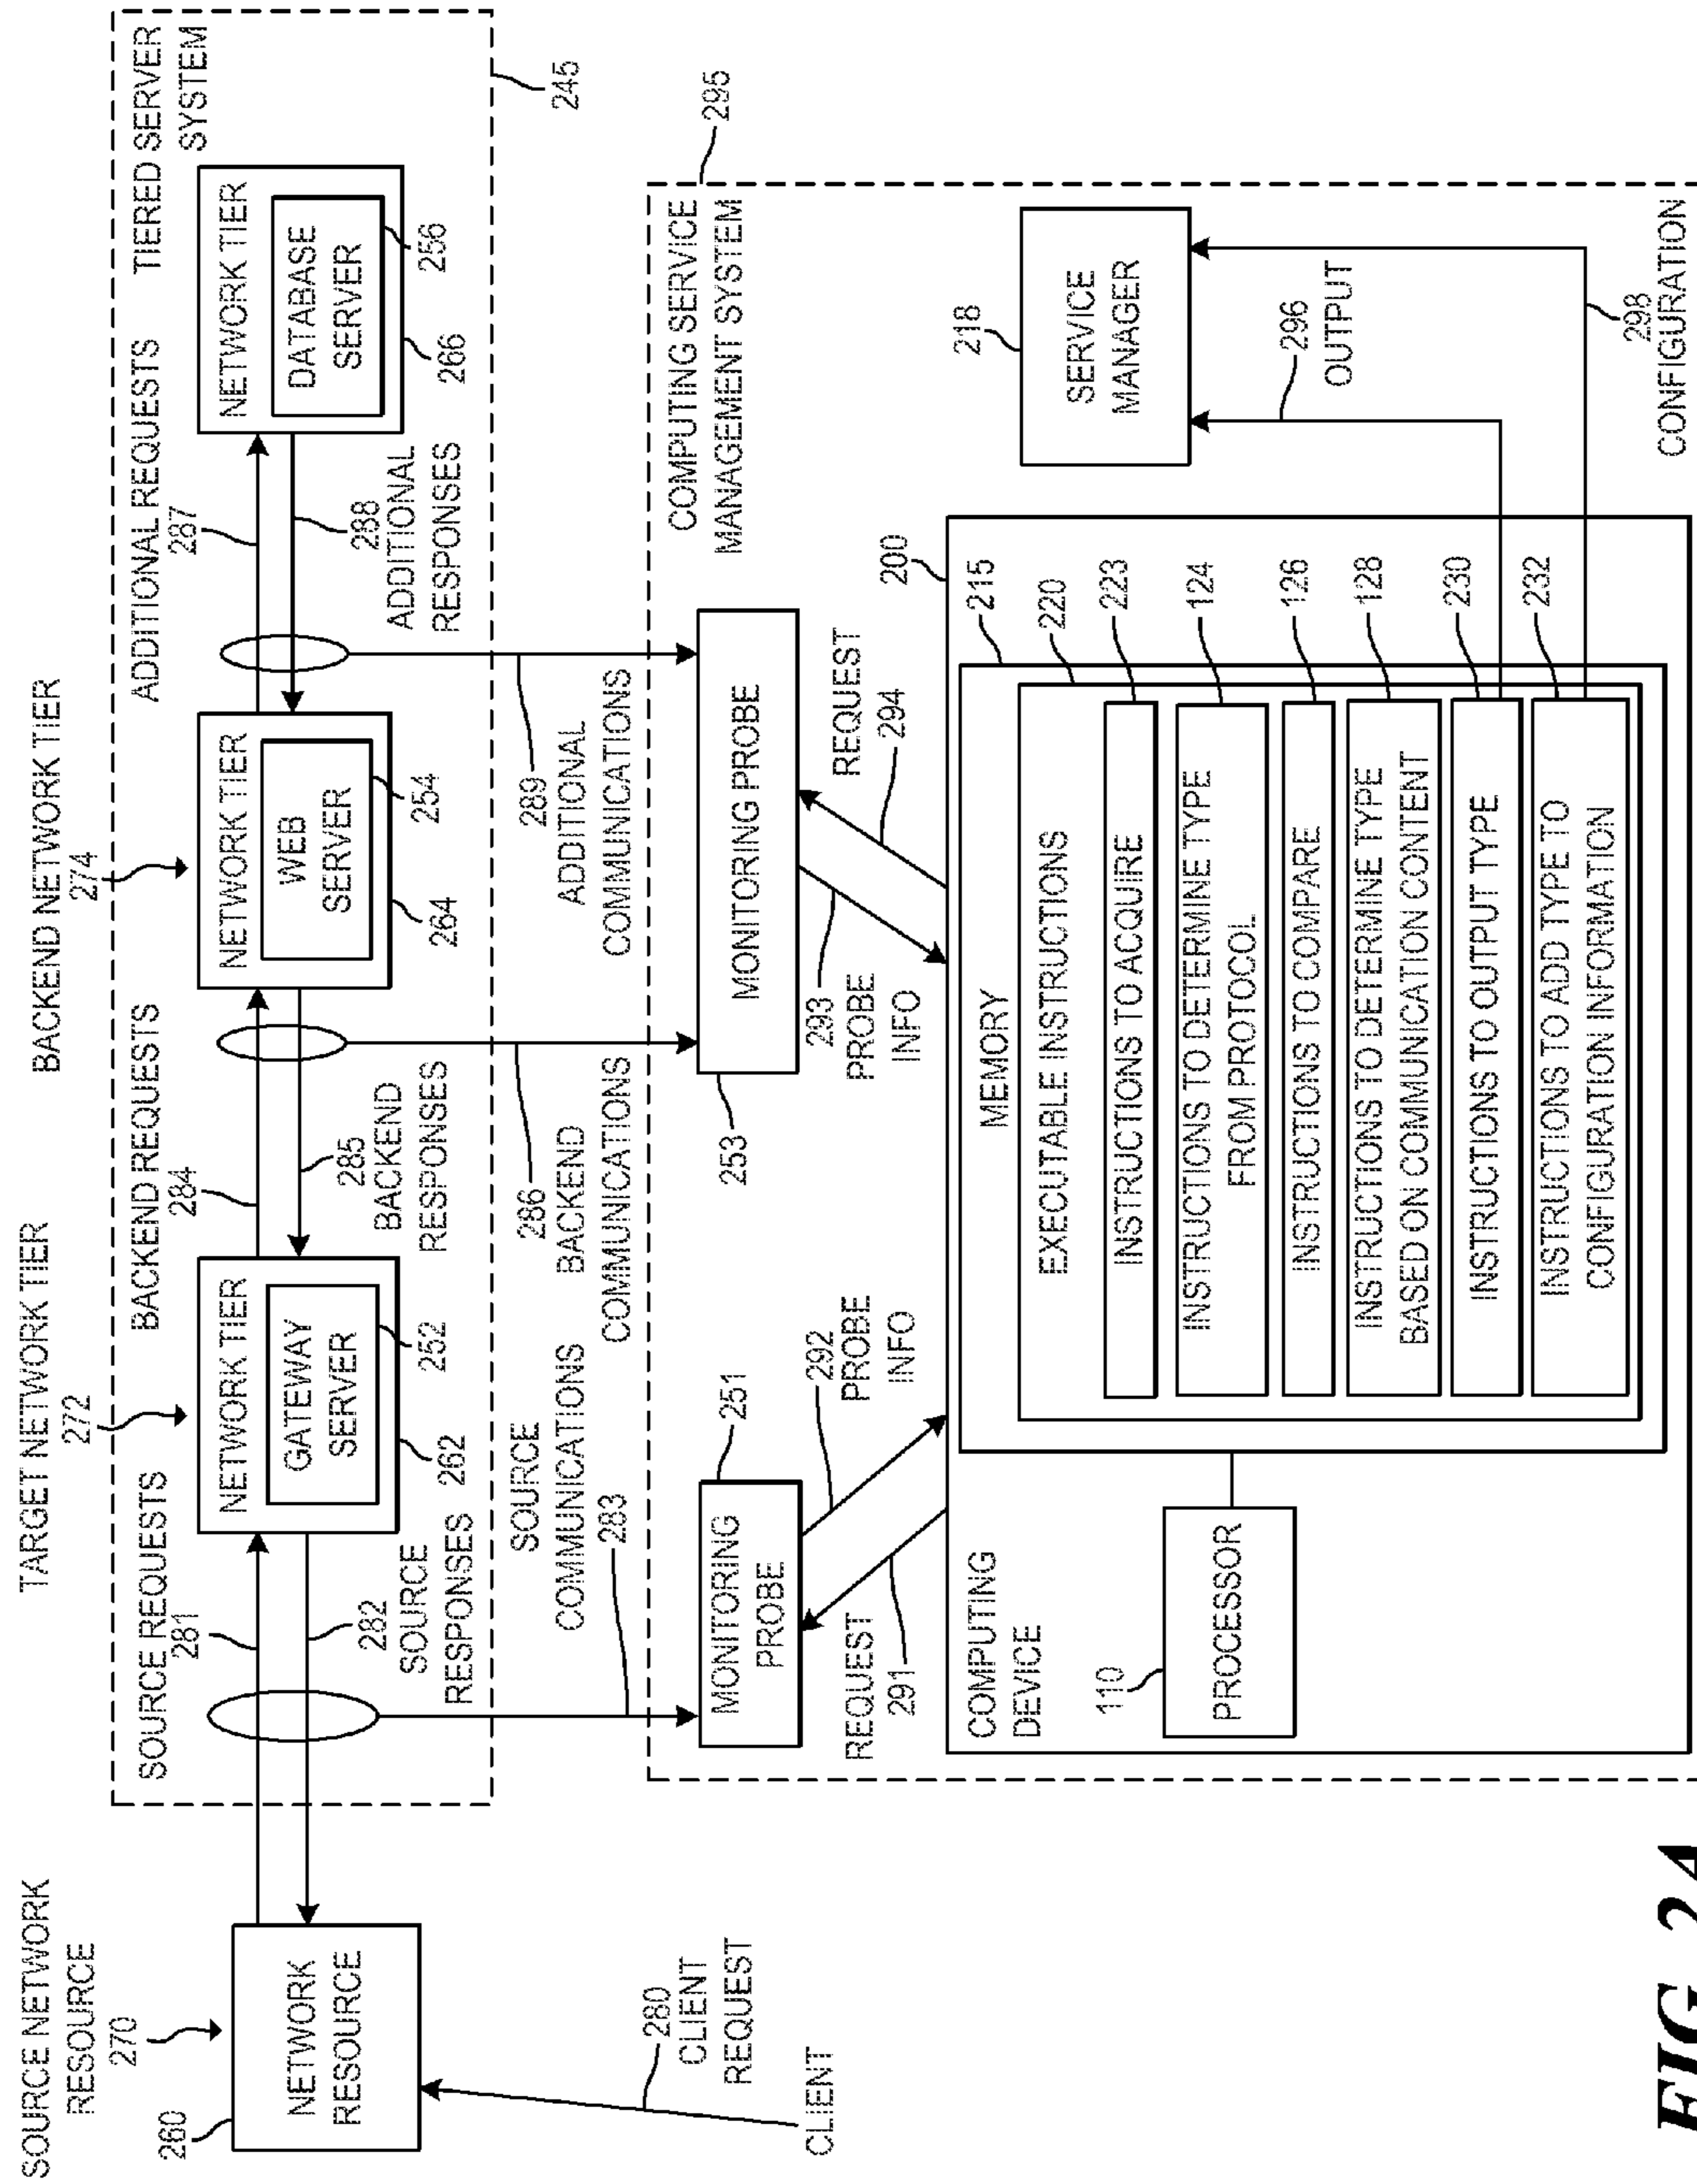 SOURCE NETWORK
RESOURCE
270
260
NETWORK
RESOURCE
280
CLIENT
REQUEST
CLIENT
TARGET NETWORK TIER
272
BACKEND NETWORK TIER
274
SOURCE REQUESTS
281
282
SOURCE
RESPONSES
NETWORK TIER
GATEWAY
SERVER
252
262
BACKEND REQUESTS
284
285
BACKEND
RESPONSES
NETWORK TIER
WEB
SERVER
254
264
ADDITIONAL REQUESTS
287
288
ADDITIONAL
RESPONSES
NETWORK TIER
DATABASE
SERVER
256
266
TIERED SERVER
SYSTEM
245
SOURCE
COMMUNICATIONS
283
286
BACKEND
COMMUNICATIONS
289
ADDITIONAL
COMMUNICATIONS
COMPUTING SERVICE
MANAGEMENT SYSTEM
295
MONITORING
PROBE
251
253
MONITORING PROBE
REQUEST
291
292
PROBE
INFO
293
PROBE
INFO
REQUEST
294
COMPUTING
DEVICE
200
110
PROCESSOR
MEMORY
215
EXECUTABLE INSTRUCTIONS
220
INSTRUCTIONS TO ACQUIRE
223
INSTRUCTIONS TO DETERMINE TYPE
FROM PROTOCOL
124
INSTRUCTIONS TO COMPARE
126
INSTRUCTIONS TO DETERMINE TYPE
BASED ON COMMUNICATION CONTENT
128
INSTRUCTIONS TO OUTPUT TYPE
230
INSTRUCTIONS TO ADD TYPE TO
CONFIGURATION INFORMATION
232
218
SERVICE
MANAGER
296
OUTPUT
298
CONFIGURATION
FIG 2A